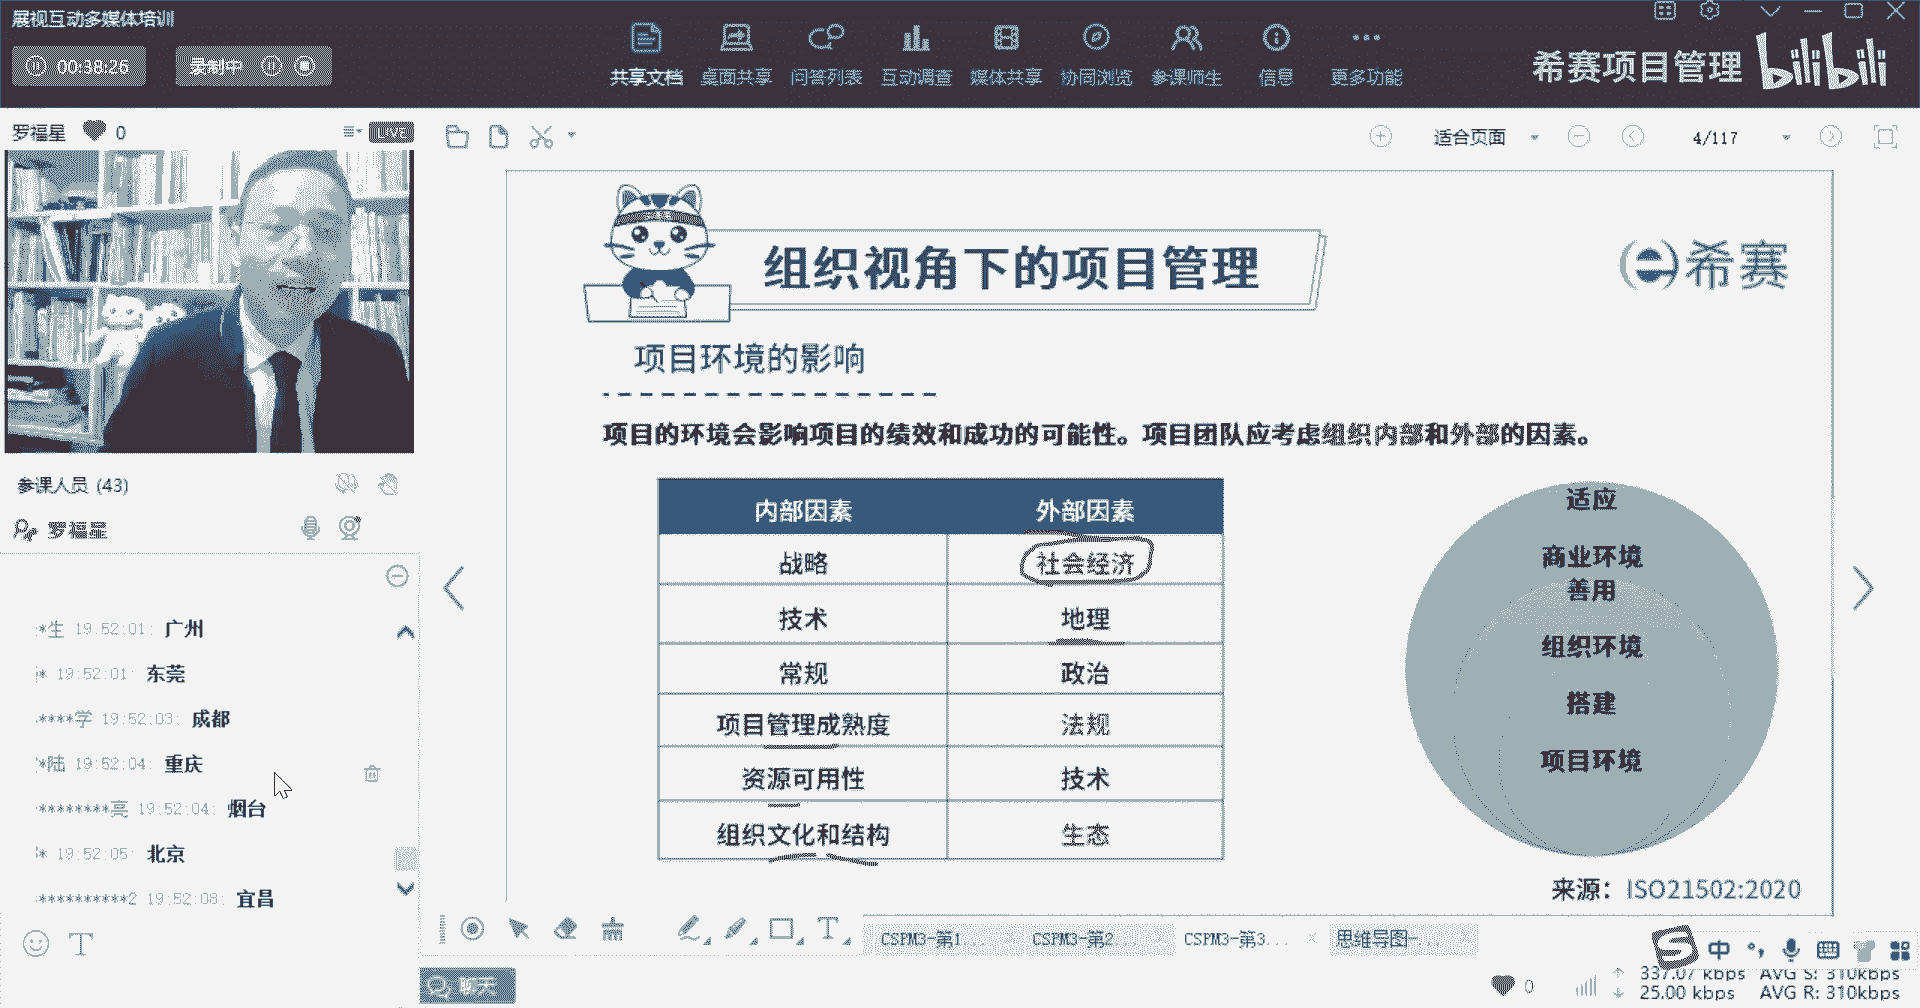 展视互动多媒体培训
00:38:26
录制中
共享文档 桌面共享 问答列表 互动调查 媒体共享 协同浏览 参课师生 信息 更多功能
希赛项目管理 bilibili
罗福星 0 LIVE
适合页面 4/117
组织视角下的项目管理
希赛
项目环境的影响
项目的环境会影响项目的绩效和成功的可能性。项目团队应考虑组织内部和外部的因素。
内部因素 外部因素
战略 社会经济
技术 地理
常规 政治
项目管理成熟度 法规
资源可用性 技术
组织文化和结构 生态
适应
商业环境
善用
组织环境
搭建
项目环境
来源：ISO21502:2020
参课人员 (43)
罗福星
*生 19:52:01: 广州
* 19:52:01: 东莞
****学 19:52:03: 成都
*陆 19:52:04: 重庆
********亮 19:52:04: 烟台
* 19:52:05: 北京
**********2 19:52:08: 宜昌
CSPM3-第1... CSPM3-第2... CSPM3-第3... 思维导图-...
聊天
中
0
337.07 kbps AVG S: 310kbps
25.00 kbps AVG R: 310kbps